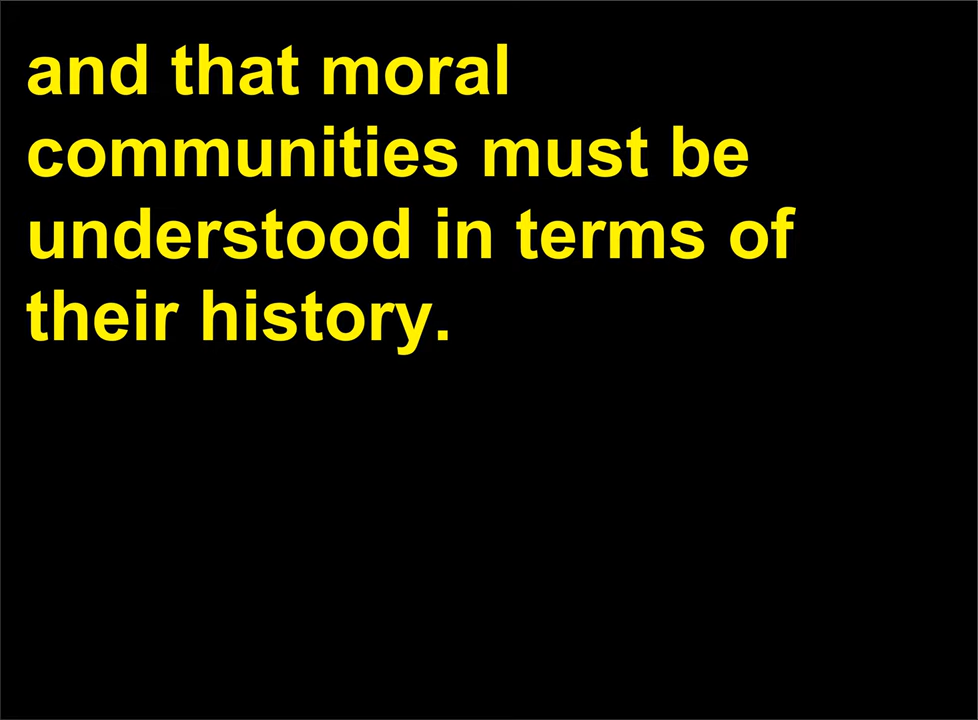 and that moral
communities must be
understood in terms of
their history.